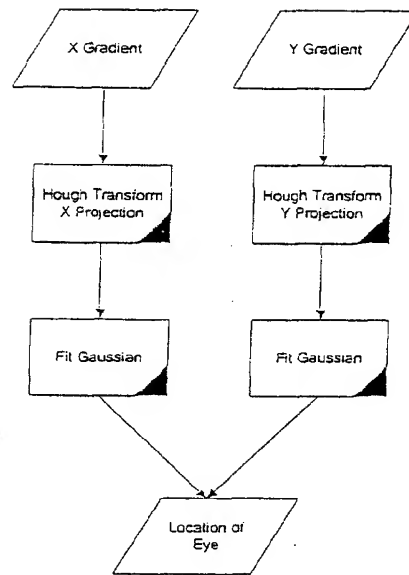 X Gradient
Y Gradient
Hough Transform
X Projection
Hough Transform
Y Projection
Fit Gaussian
Fit Gaussian
Location of
Eye